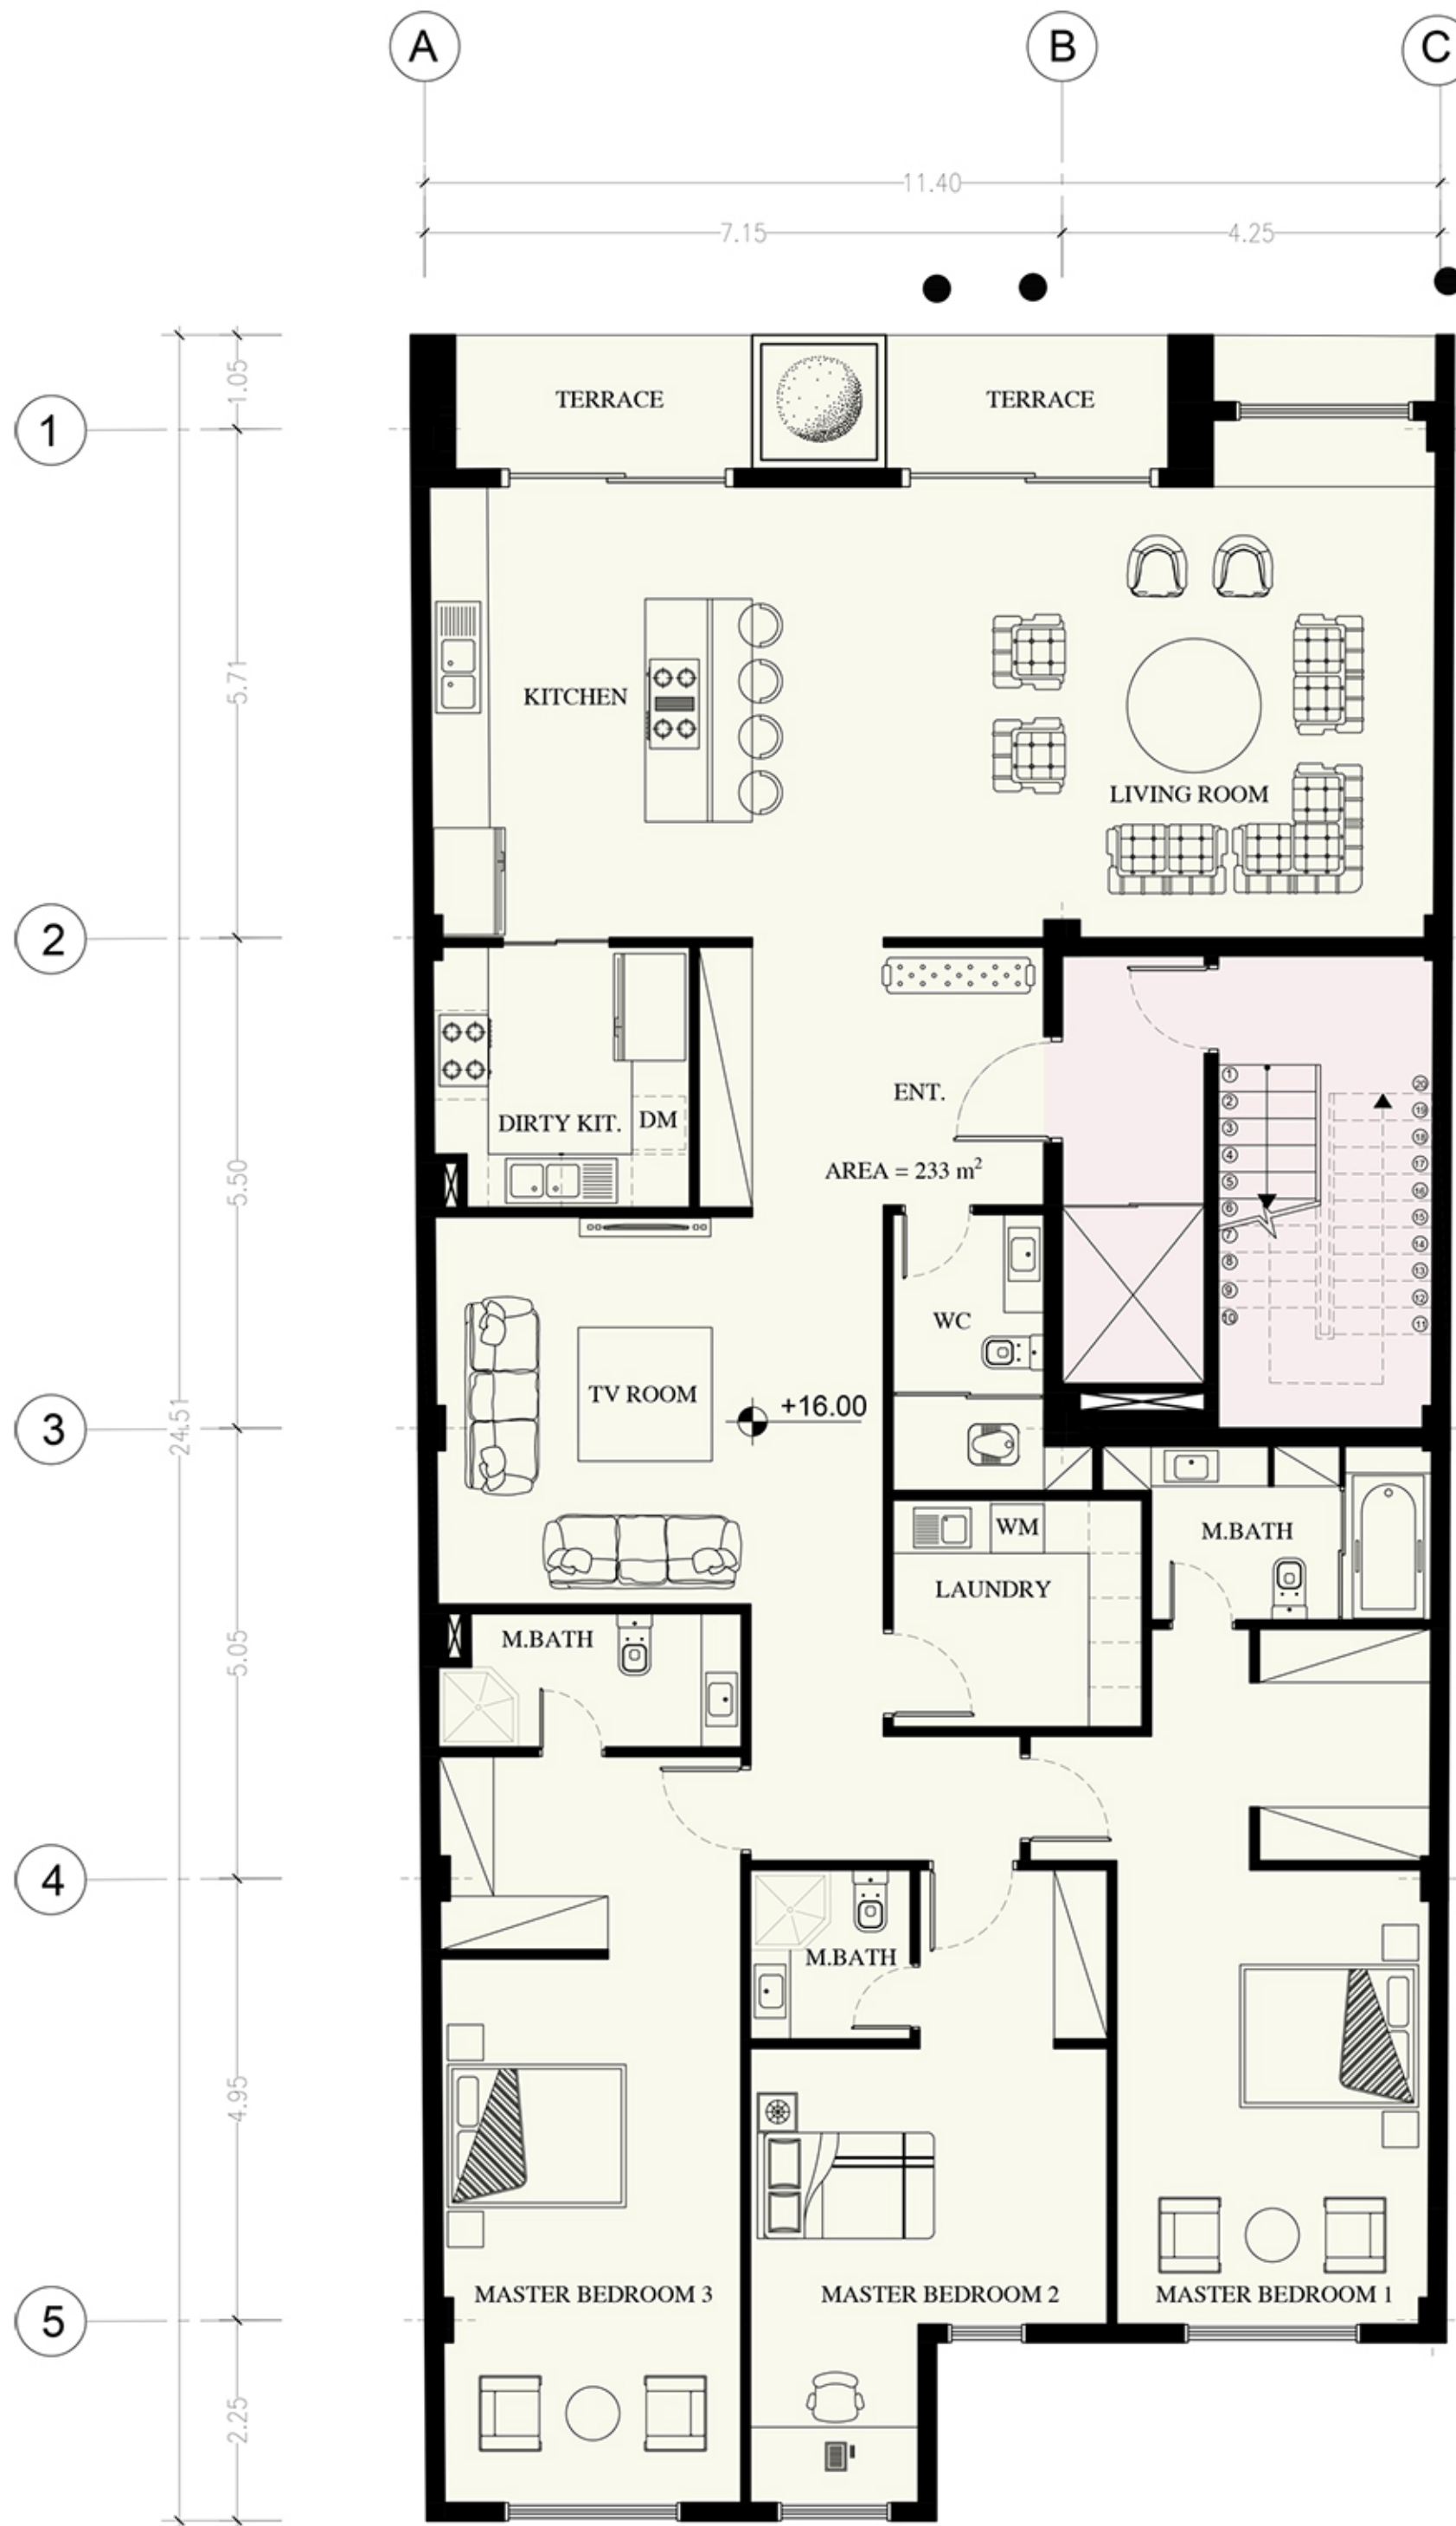 A B C
11.40
7.15 4.25
1.05
TERRACE TERRACE
1
5.71
KITCHEN
LIVING ROOM
2
ENT.
DIRTY KIT. DM
AREA = 233 m²
5.50
1
2
3
4
5
6
7
8
9
10
20
19
18
17
16
15
14
13
12
11
WC
TV ROOM
+16.00
3
24.51
WM
M.BATH
LAUNDRY
M.BATH
5.05
4
M.BATH
4.95
MASTER BEDROOM 3 MASTER BEDROOM 2 MASTER BEDROOM 1
5
2.25